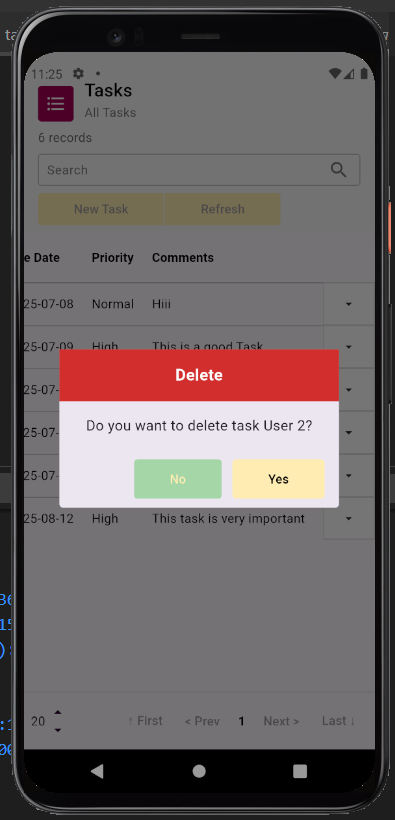 11:25
Tasks
All Tasks
6 records
Search
New Task Refresh
e Date Priority Comments
25-07-08 Normal Hiii
25-07-09 High This is a good Task
25-07-
25-07-
25-07-
25-08-12 High This task is very important
Delete
Do you want to delete task User 2?
No Yes
20 ↑ First < Prev 1 Next > Last ↓